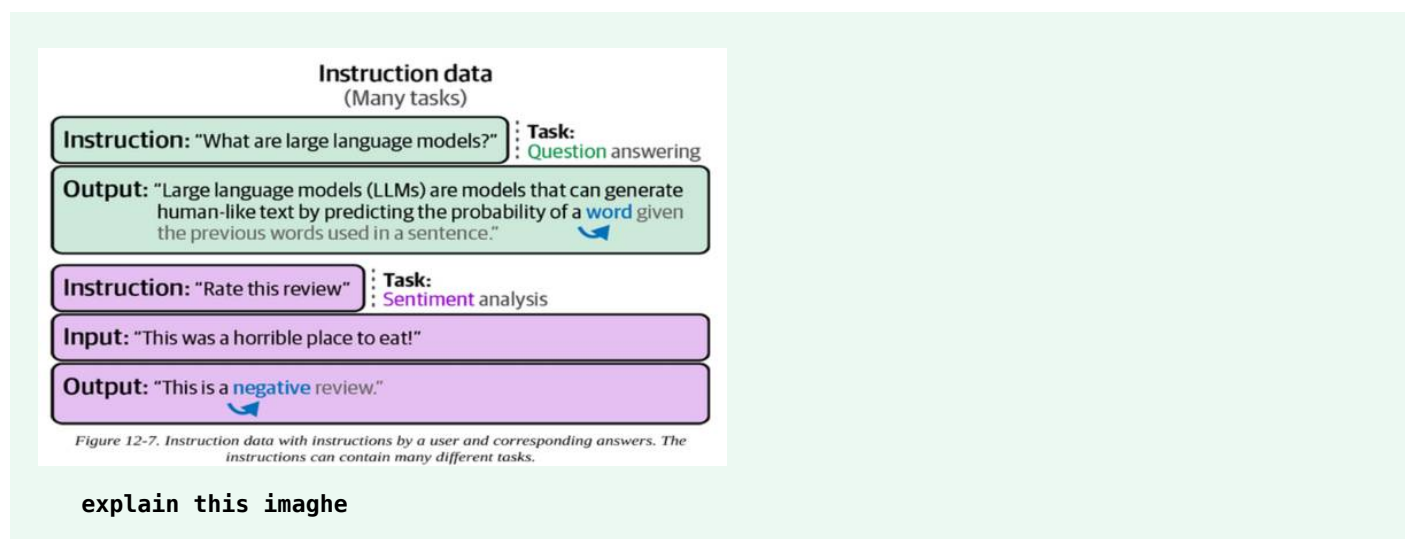 Instruction data
(Many tasks)
Instruction: "What are large language models?"
Task:
Question answering
Output: "Large language models (LLMs) are models that can generate
human-like text by predicting the probability of a word given
the previous words used in a sentence."
Instruction: "Rate this review"
Task:
Sentiment analysis
Input: "This was a horrible place to eat!"
Output: "This is a negative review."
Figure 12-7. Instruction data with instructions by a user and corresponding answers. The
instructions can contain many different tasks.
explain this imaghe